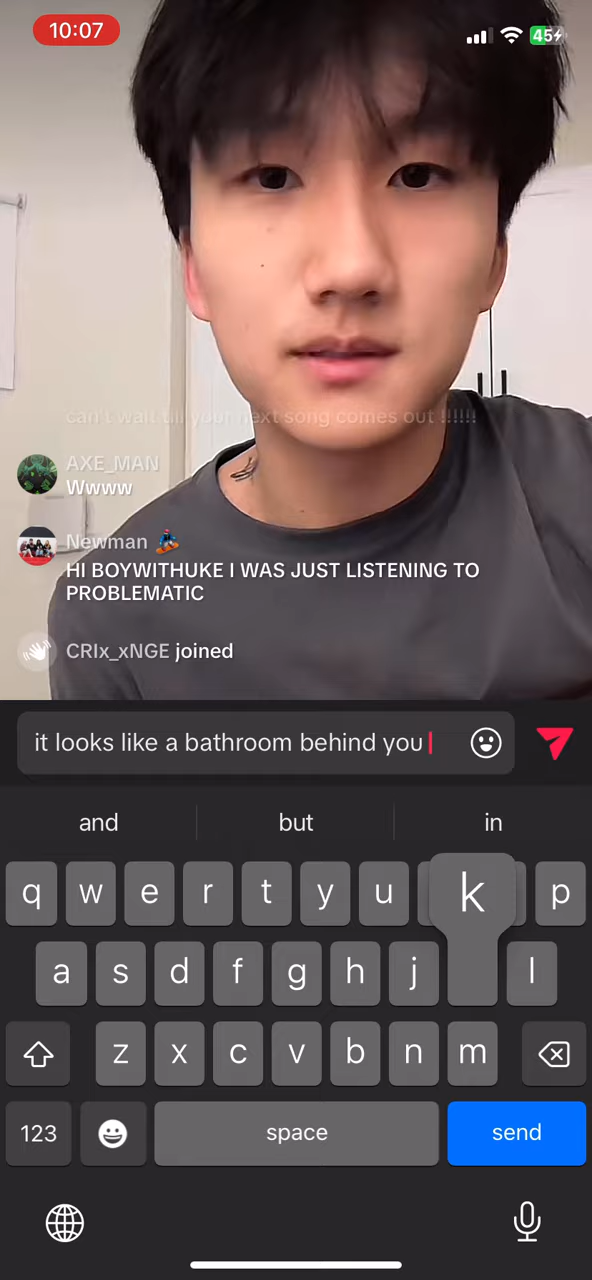 10:07
45
can't wait till your next song comes out !!!!!!
AXE_MAN
Wwww
Newman 🏂
HI BOYWITHUKE I WAS JUST LISTENING TO
PROBLEMATIC
CRIx_xNGE joined
it looks like a bathroom behind you
and but in
q w e r t y u k p
a s d f g h j l
z x c v b n m
123 space send